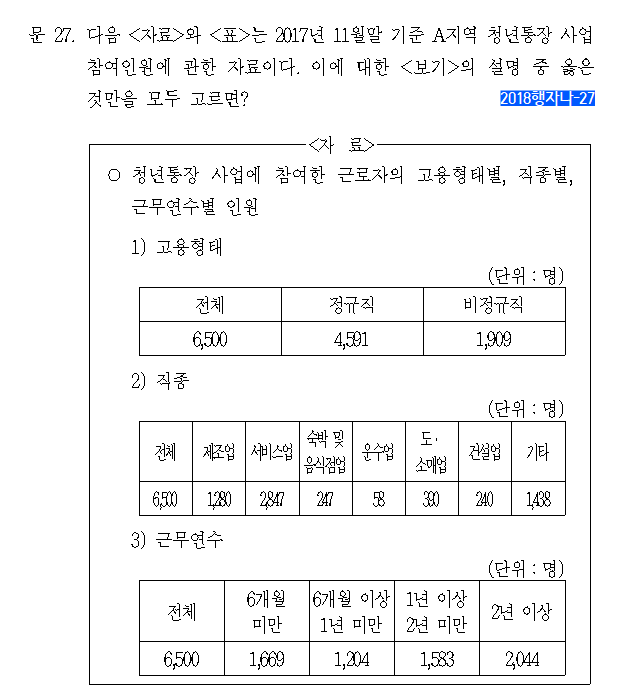 문 27. 다음 <자료>와 <표>는 2017년 11월말 기준 A지역 청년통장 사업
참여인원에 관한 자료이다. 이에 대한 <보기>의 설명 중 옳은
것만을 모두 고르면?
2018행자나-27
<자 료>
○ 청년통장 사업에 참여한 근로자의 고용형태별, 직종별,
근무연수별 인원
1) 고용형태
(단위 : 명)
전체 정규직 비정규직
6,500 4,591 1,909
2) 직종
(단위 : 명)
전체 제조업 서비스업 숙박 및 음식점업 운수업 도·소매업 건설업 기타
6,500 1,280 2,847 247 58 390 240 1,438
3) 근무연수
(단위 : 명)
전체 6개월 미만 6개월 이상 1년 미만 1년 이상 2년 미만 2년 이상
6,500 1,669 1,204 1,583 2,044